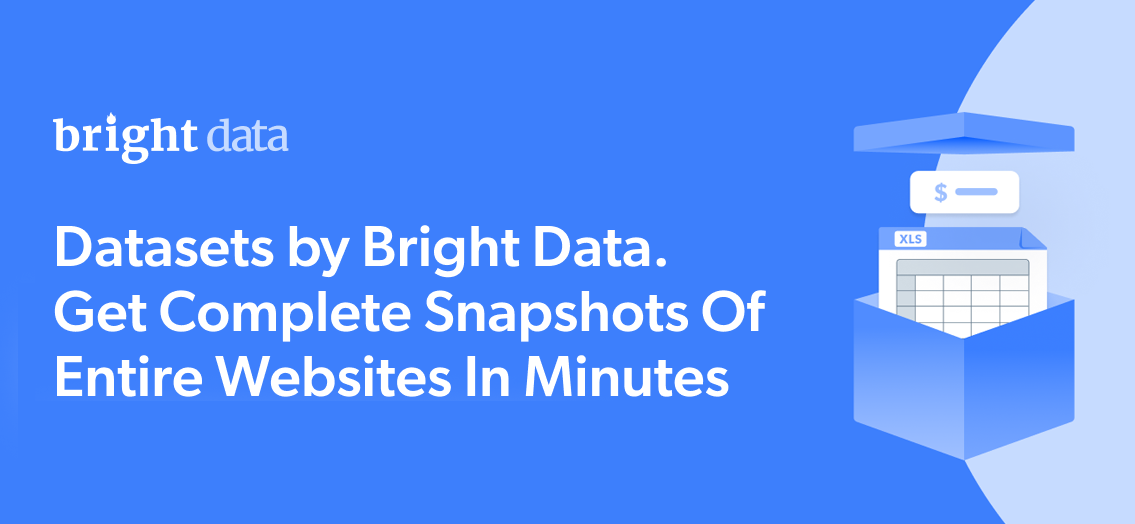 bright data
Datasets by Bright Data.
Get Complete Snapshots Of
Entire Websites In Minutes
$
XLS